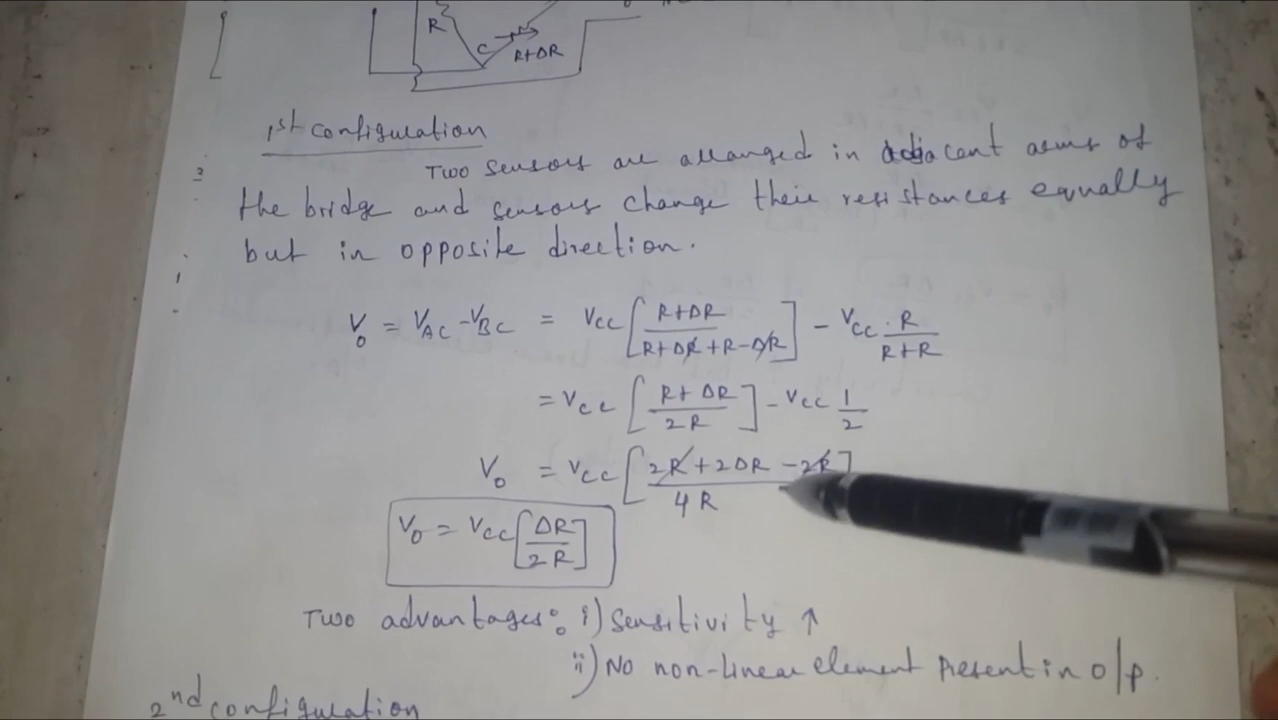 R
C
R+ΔR
1st configuration
Two sensors are arranged in adjacent arms of
the bridge and sensors change their resistances equally
but in opposite direction.
V₀ = V_AC - V_BC = Vcc [ (R+ΔR) / (R+ΔR+R-ΔR) ] - Vcc · R / (R+R)
= Vcc [ (R+ΔR) / 2R ] - Vcc 1/2
V₀ = Vcc [ (2R+2ΔR-2R) / 4R ]
V₀ = Vcc [ ΔR / 2R ]
Two advantages: i) Sensitivity ↑
ii) No non-linear element present in o/p.
2nd configuration